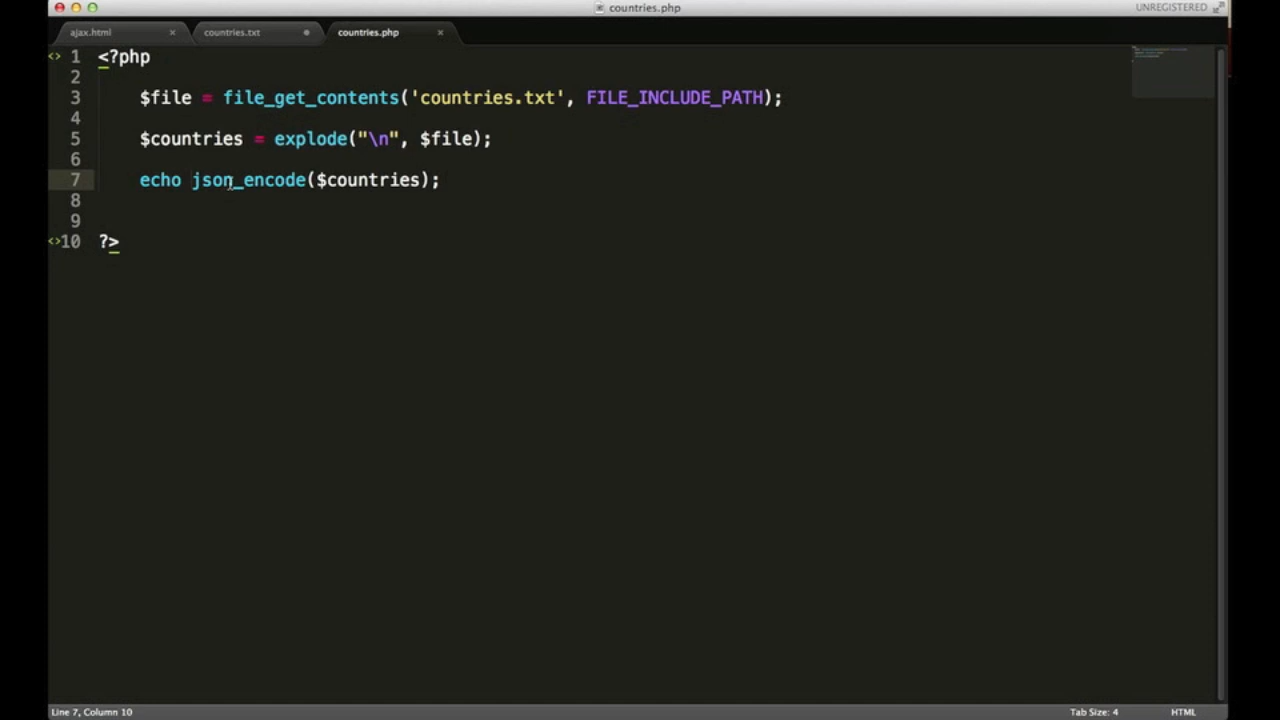 countries.php
UNREGISTERED
ajax.html
countries.txt
countries.php
1 <?php
2
3 $file = file_get_contents('countries.txt', FILE_INCLUDE_PATH);
4
5 $countries = explode("\n", $file);
6
7 echo json_encode($countries);
8
9
10 ?>
Line 7, Column 10
Tab Size: 4
HTML